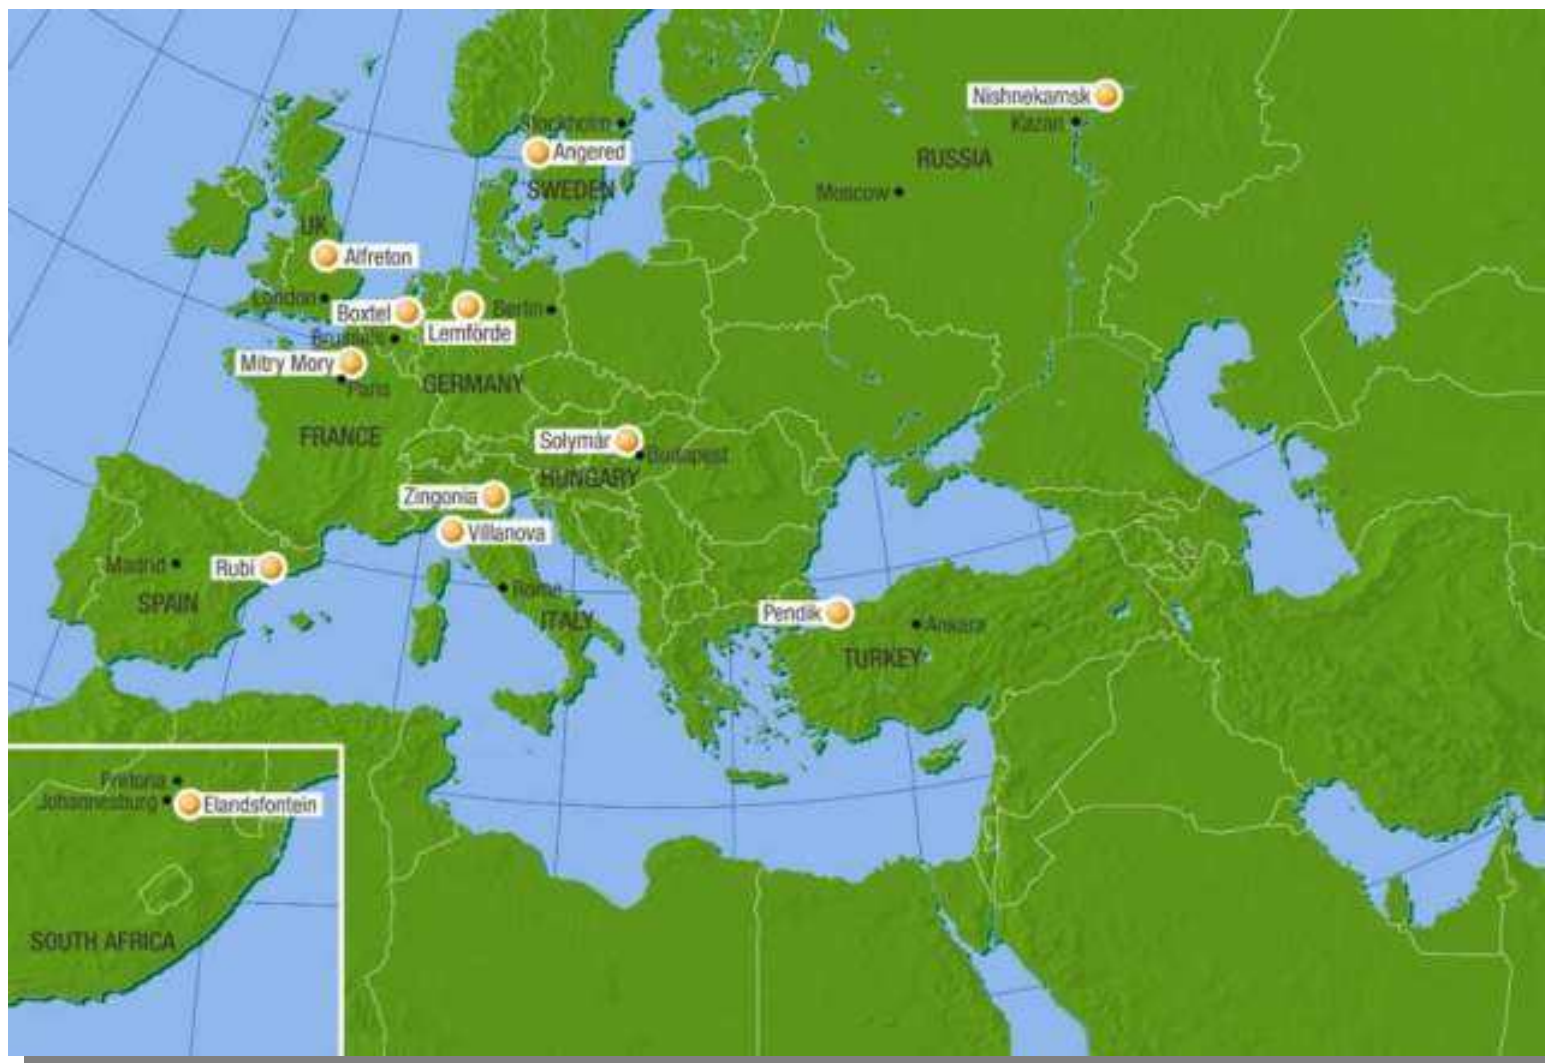 Nishnekamsk
Kazan
Stockholm
Angered
RUSSIA
SWEDEN
Moscow
UK
Alfreton
London
Boxtel
Berlin
Lemförde
Brussels
Mitry Mory
Paris
GERMANY
FRANCE
Solymár
Budapest
HUNGARY
Zingonia
Villanova
Madrid
Rubí
Rome
SPAIN
ITALY
Pendik
Ankara
TURKEY
Pretoria
Johannesburg
Elandsfontein
SOUTH AFRICA